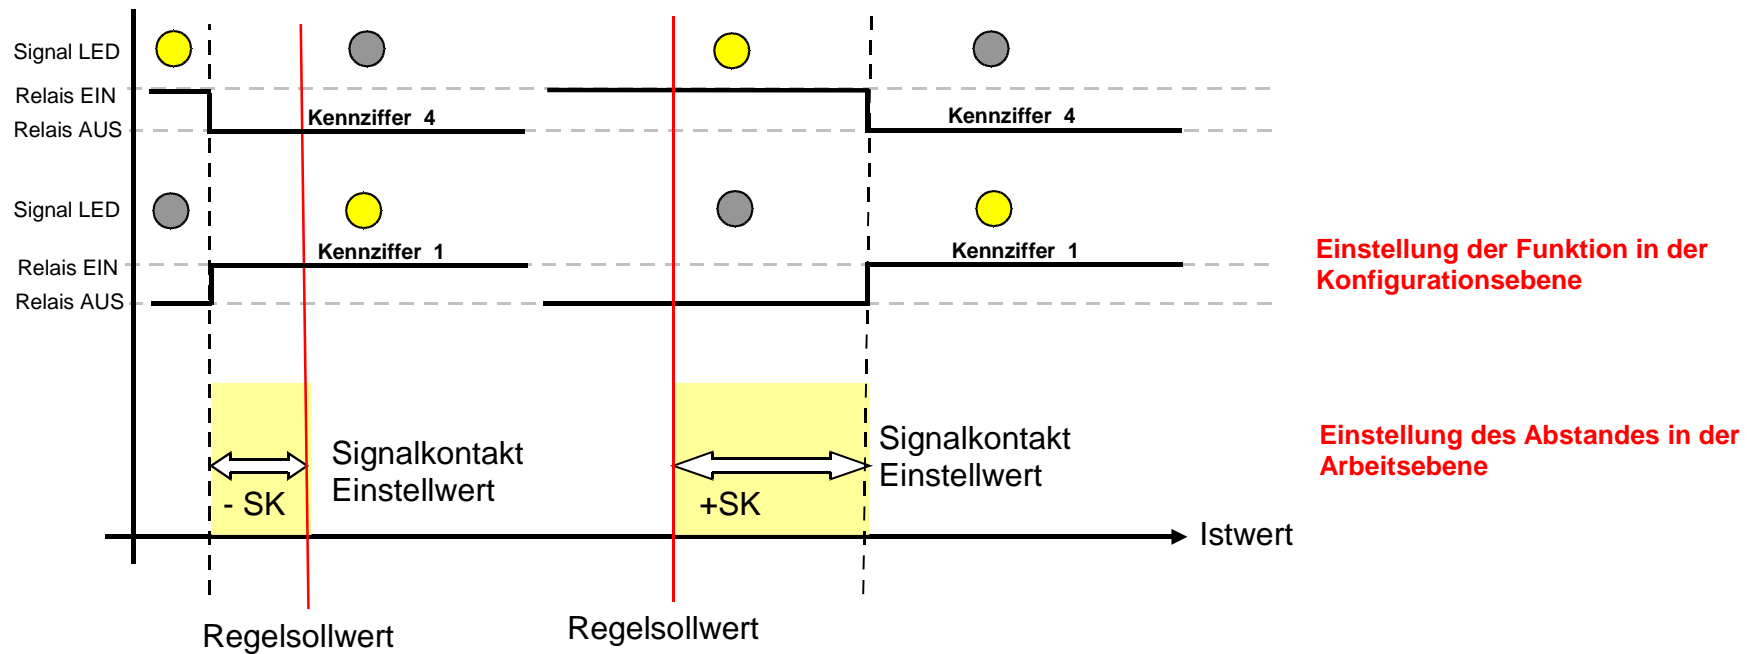 Signal LED
Relais EIN
Relais AUS
Kennziffer 4
Kennziffer 4
Signal LED
Relais EIN
Relais AUS
Kennziffer 1
Kennziffer 1
Einstellung der Funktion in der
Konfigurationsebene
Signalkontakt
Einstellwert
- SK
Signalkontakt
Einstellwert
+SK
Einstellung des Abstandes in der
Arbeitsebene
Istwert
Regelsollwert
Regelsollwert